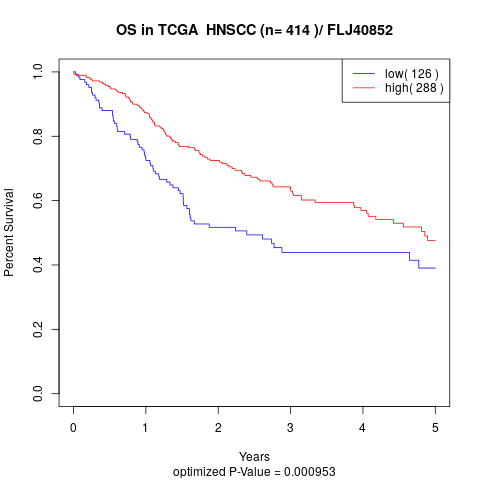 OS in TCGA  HNSCC (n= 414 )/ FLJ40852
low( 126 )
high( 288 )
Percent Survival
1.0
0.8
0.6
0.4
0.2
0.0
0 1 2 3 4 5
Years
optimized P-Value = 0.000953